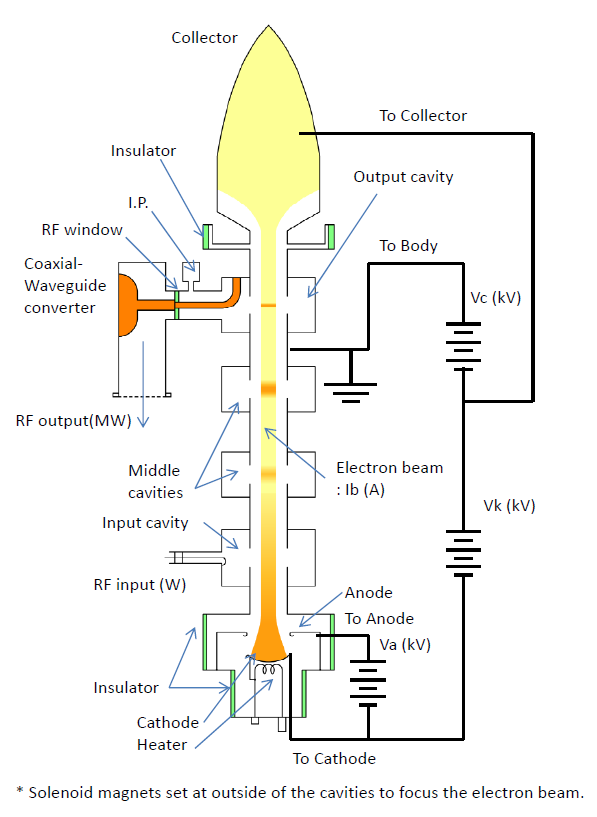 Collector
To Collector
Insulator
Output cavity
I.P.
RF window
To Body
Coaxial-
Waveguide
converter
Vc (kV)
RF output(MW)
Middle
cavities
Electron beam
: Ib (A)
Vk (kV)
Input cavity
RF input (W)
Anode
To Anode
Va (kV)
Insulator
Cathode
Heater
To Cathode
* Solenoid magnets set at outside of the cavities to focus the electron beam.